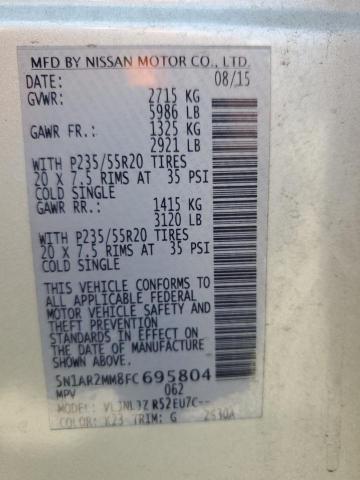 MFD BY NISSAN MOTOR CO., LTD.
DATE: 08/15
GVWR: 2715 KG
5986 LB
GAWR FR.: 1325 KG
2921 LB
WITH P235/55R20 TIRES
20 X 7.5 RIMS AT 35 PSI
COLD SINGLE
GAWR RR.: 1415 KG
3120 LB
WITH P235/55R20 TIRES
20 X 7.5 RIMS AT 35 PSI
COLD SINGLE
THIS VEHICLE CONFORMS TO
ALL APPLICABLE FEDERAL
MOTOR VEHICLE SAFETY AND
THEFT PREVENTION
STANDARDS IN EFFECT ON
THE DATE OF MANUFACTURE
SHOWN ABOVE.
5N1AR2MM8FC695804
MPV 062
MODEL:
COLOR: K23 TRIM: G